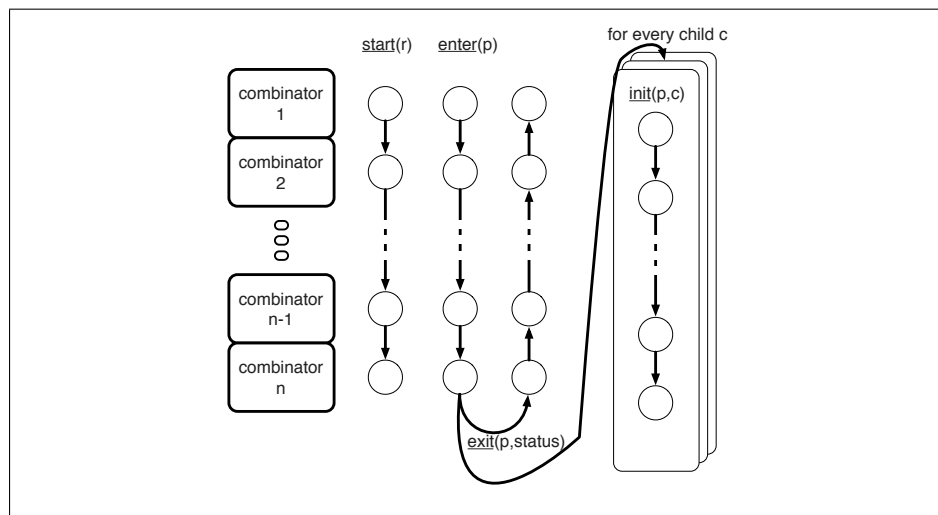 for every child c
start(r) enter(p)
init(p,c)
combinator
1
combinator
2
combinator
n-1
combinator
n
exit(p,status)